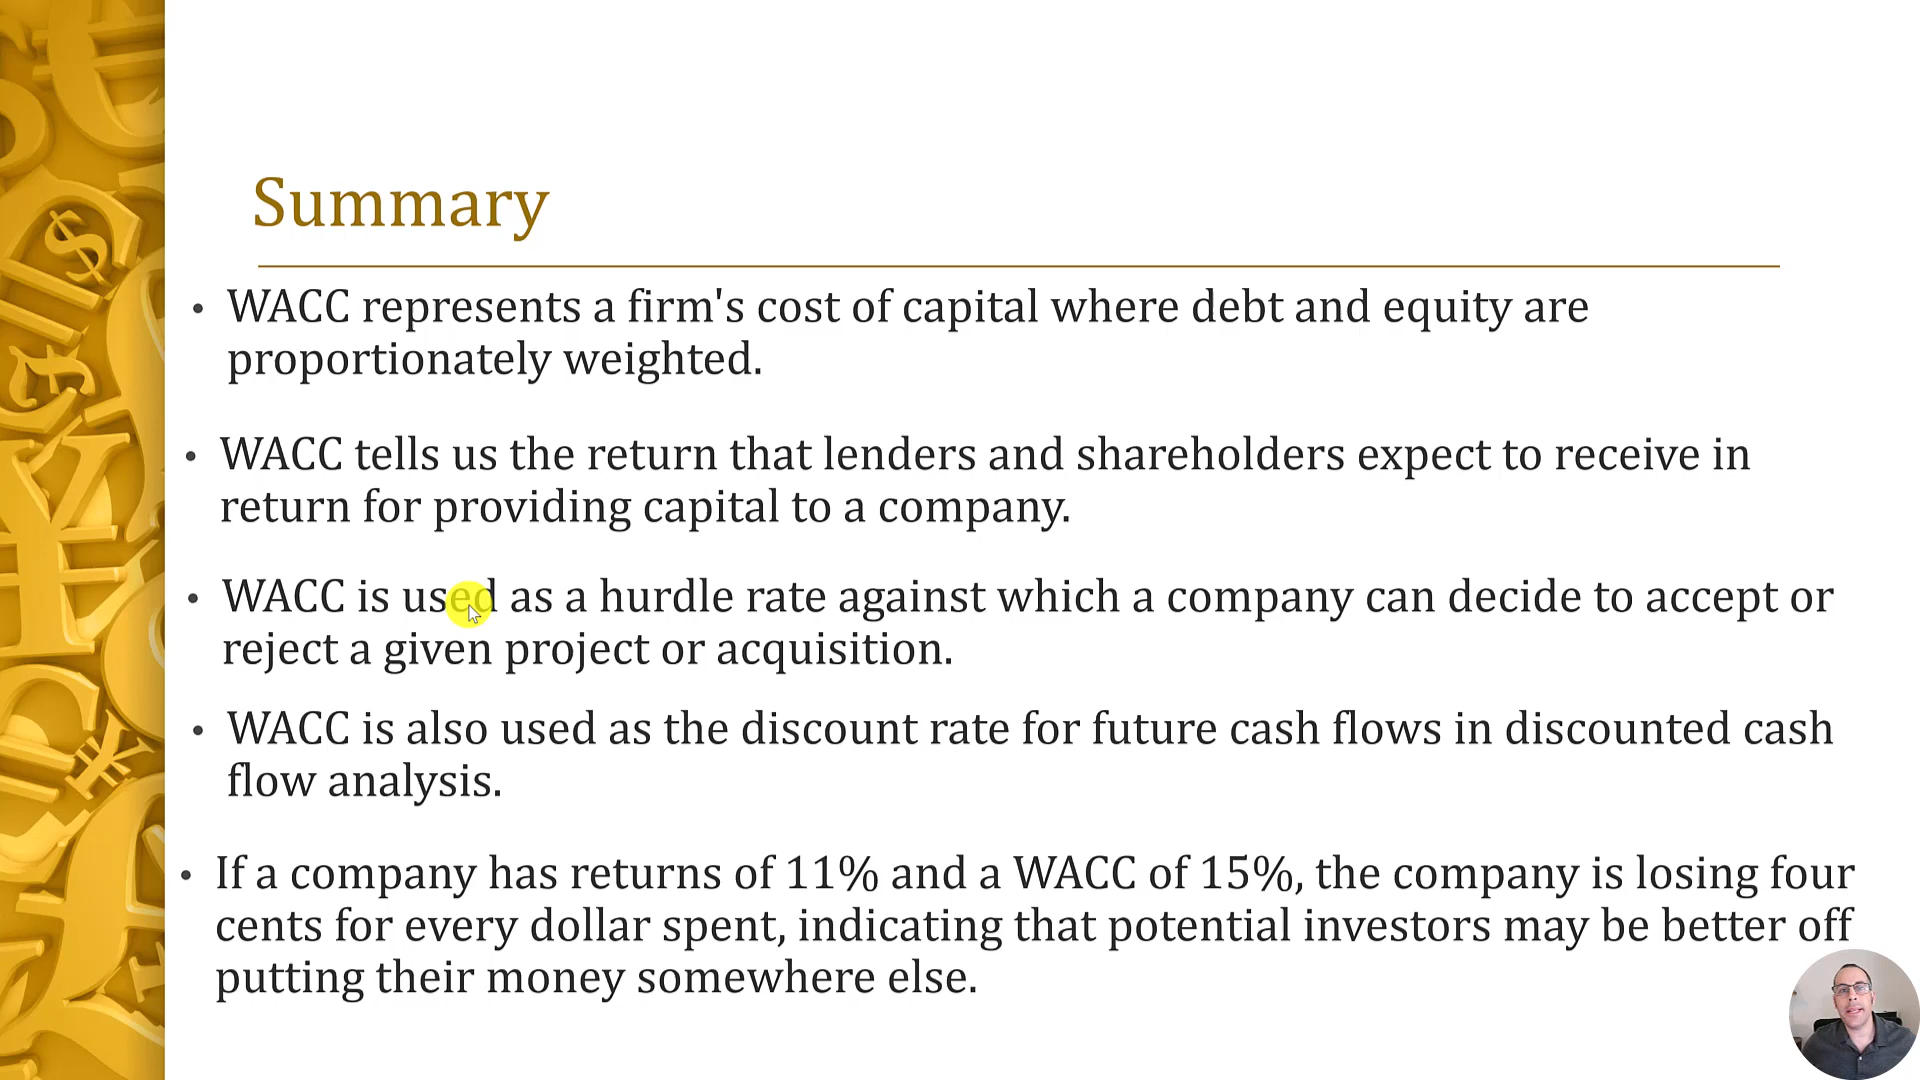 Summary
• WACC represents a firm's cost of capital where debt and equity are
proportionately weighted.
• WACC tells us the return that lenders and shareholders expect to receive in
return for providing capital to a company.
• WACC is used as a hurdle rate against which a company can decide to accept or
reject a given project or acquisition.
• WACC is also used as the discount rate for future cash flows in discounted cash
flow analysis.
• If a company has returns of 11% and a WACC of 15%, the company is losing four
cents for every dollar spent, indicating that potential investors may be better off
putting their money somewhere else.